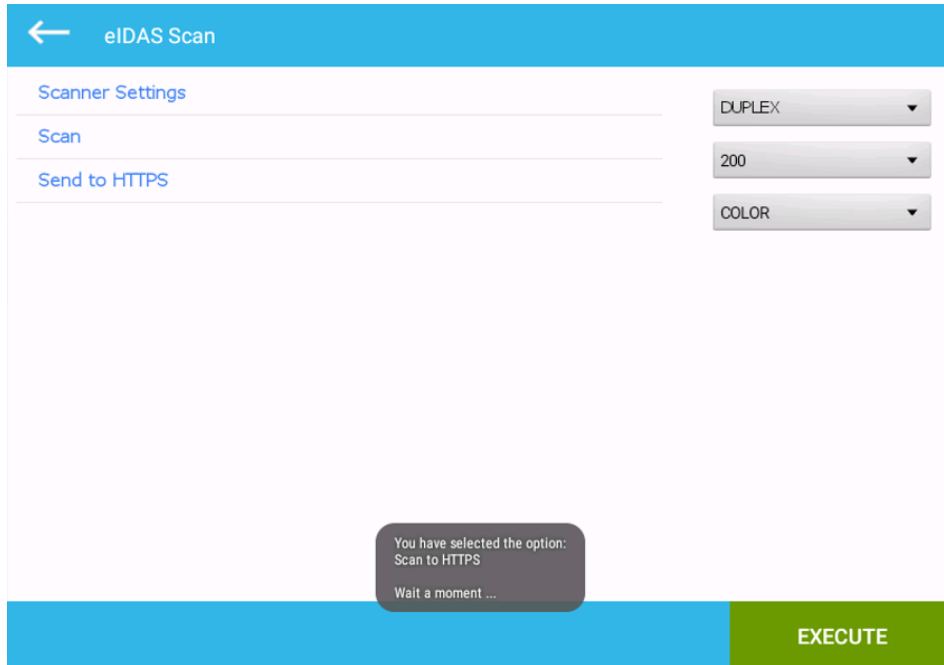 eIDAS Scan
Scanner Settings
Scan
Send to HTTPS
DUPLEX
200
COLOR
You have selected the option:
Scan to HTTPS
Wait a moment ...
EXECUTE